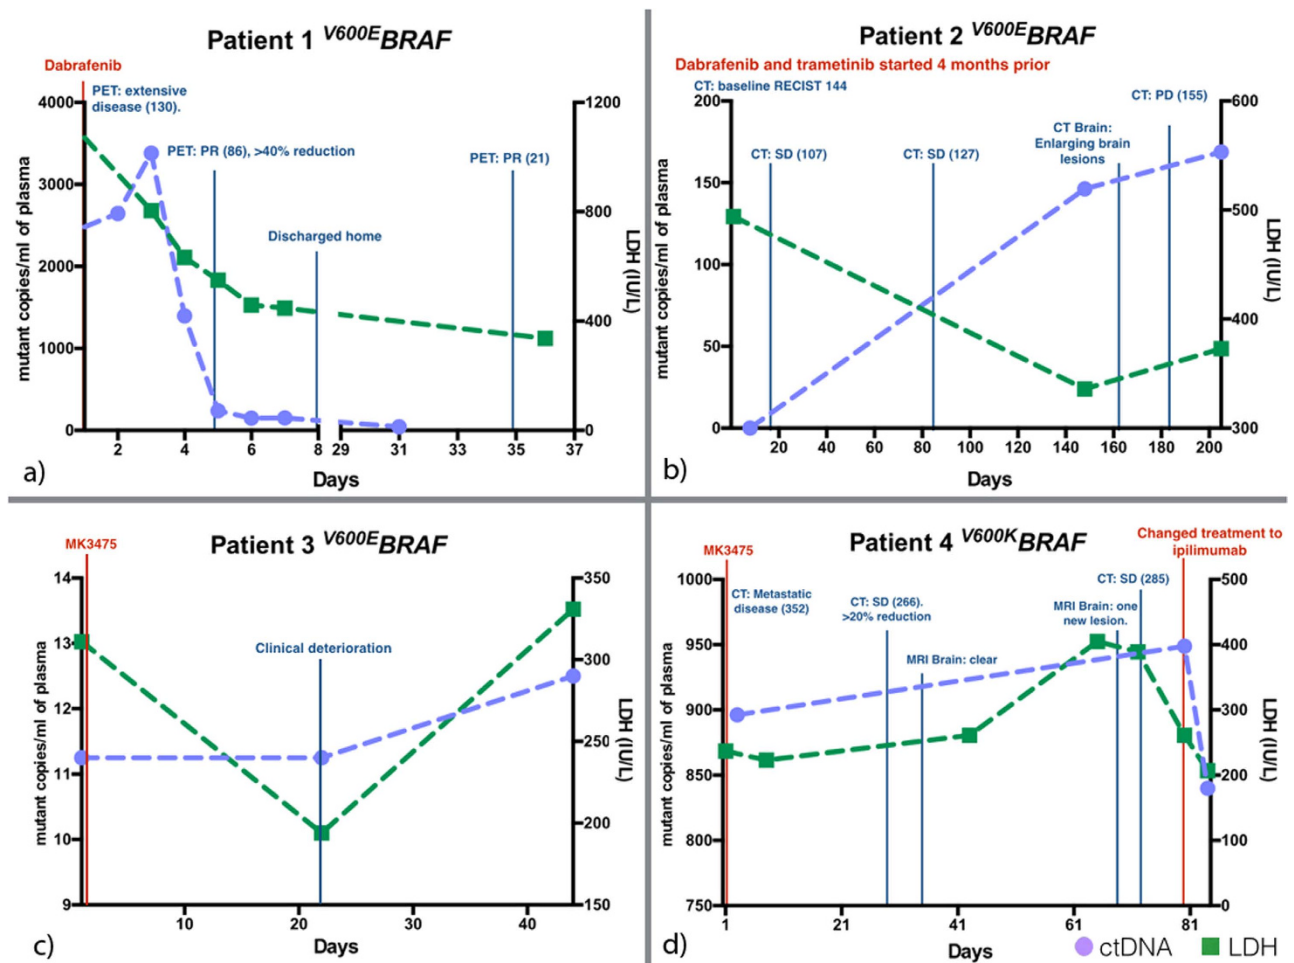 Patient 1 V600E BRAF
Dabrafenib
PET: extensive
disease (130).
PET: PR (86), >40% reduction
Discharged home
PET: PR (21)
4000
3000
2000
1000
0
mutant copies/ml of plasma
1200
800
400
0
LDH (IU/L)
2 4 6 8 29 31 33 35 37
Days
a)
Patient 2 V600E BRAF
Dabrafenib and trametinib started 4 months prior
CT: baseline RECIST 144
CT: SD (107)
CT: SD (127)
CT Brain:
Enlarging brain
lesions
CT: PD (155)
200
150
100
50
0
mutant copies/ml of plasma
600
500
400
300
LDH (IU/L)
20 40 60 80 100 120 140 160 180 200
Days
b)
Patient 3 V600E BRAF
MK3475
Clinical deterioration
14
13
12
11
10
9
mutant copies/ml of plasma
350
300
250
200
150
LDH (IU/L)
10 20 30 40
Days
c)
Patient 4 V600K BRAF
MK3475
Changed treatment to
ipilimumab
CT: Metastatic
disease (352)
CT: SD (266).
>20% reduction
MRI Brain: clear
MRI Brain: one
new lesion.
CT: SD (285)
1000
950
900
850
800
750
mutant copies/ml of plasma
500
400
300
200
100
0
LDH (IU/L)
1 21 41 61 81
Days
d)
ctDNA LDH